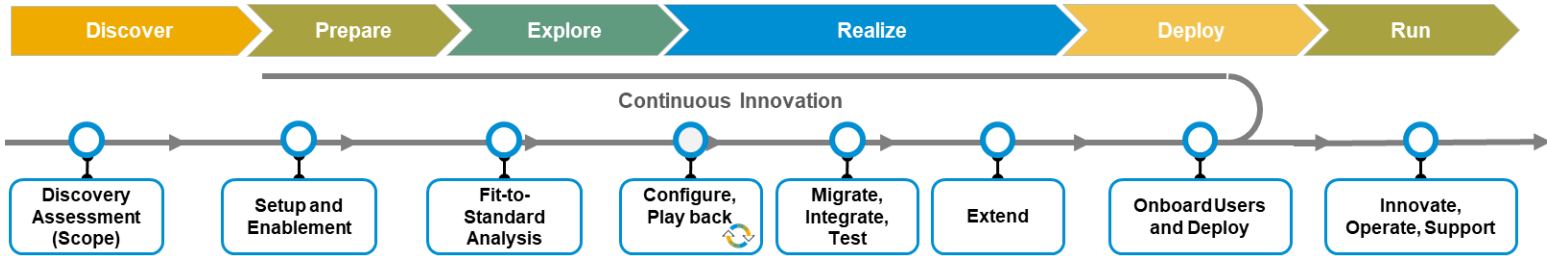 Discover
Prepare
Explore
Realize
Deploy
Run
Continuous Innovation
Discovery
Assessment
(Scope)
Setup and
Enablement
Fit-to-
Standard
Analysis
Configure,
Play back
Migrate,
Integrate,
Test
Extend
Onboard Users
and Deploy
Innovate,
Operate, Support